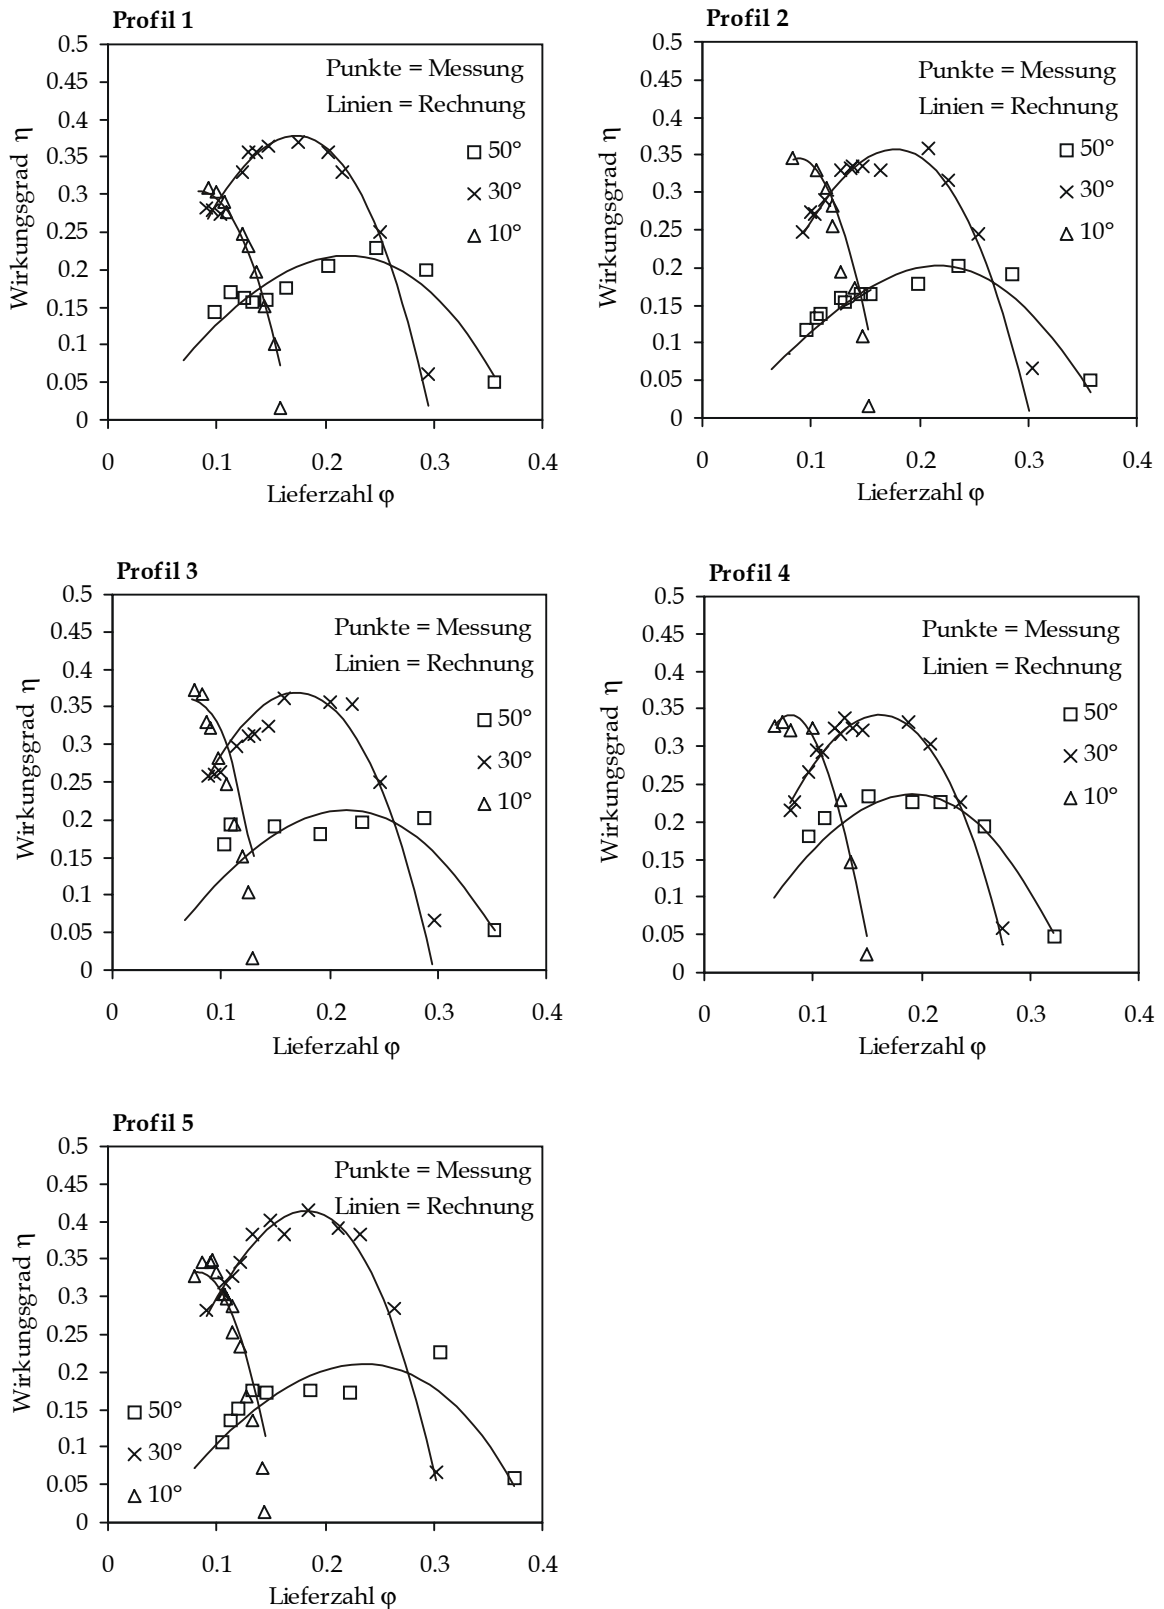 Profil 1
0.5
0.45
0.4
0.35
0.3
0.25
0.2
0.15
0.1
0.05
0
Wirkungsgrad η
Punkte = Messung
Linien = Rechnung
50°
30°
10°
0 0.1 0.2 0.3 0.4
Lieferzahl φ
Profil 2
0.5
0.45
0.4
0.35
0.3
0.25
0.2
0.15
0.1
0.05
0
Wirkungsgrad η
Punkte = Messung
Linien = Rechnung
50°
30°
10°
0 0.1 0.2 0.3 0.4
Lieferzahl φ
Profil 3
0.5
0.45
0.4
0.35
0.3
0.25
0.2
0.15
0.1
0.05
0
Wirkungsgrad η
Punkte = Messung
Linien = Rechnung
50°
30°
10°
0 0.1 0.2 0.3 0.4
Lieferzahl φ
Profil 4
0.5
0.45
0.4
0.35
0.3
0.25
0.2
0.15
0.1
0.05
0
Wirkungsgrad η
Punkte = Messung
Linien = Rechnung
50°
30°
10°
0 0.1 0.2 0.3 0.4
Lieferzahl φ
Profil 5
0.5
0.45
0.4
0.35
0.3
0.25
0.2
0.15
0.1
0.05
0
Wirkungsgrad η
Punkte = Messung
Linien = Rechnung
50°
30°
10°
0 0.1 0.2 0.3 0.4
Lieferzahl φ